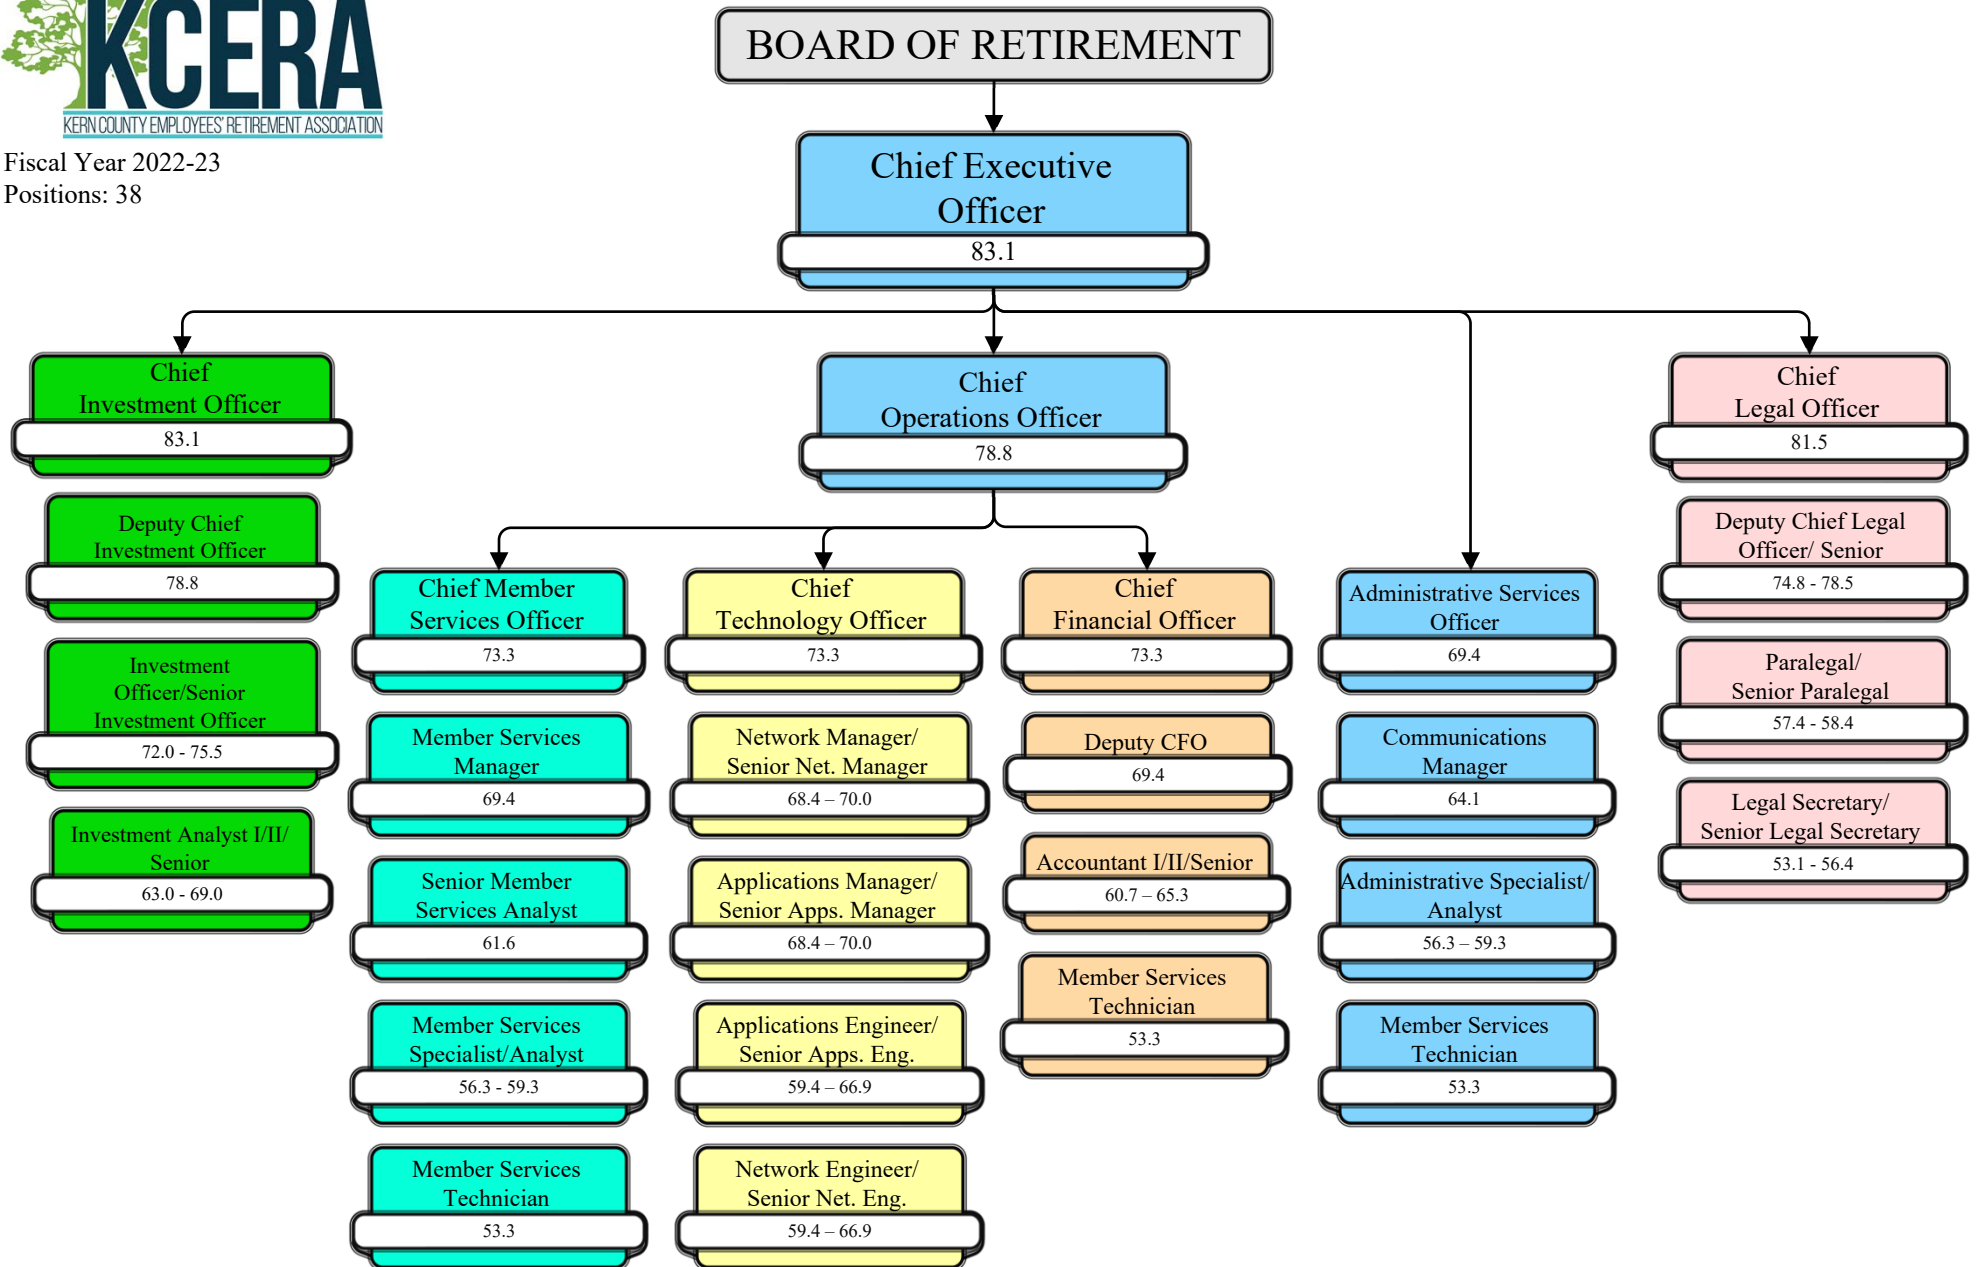 KCERA
KERN COUNTY EMPLOYEES' RETIREMENT ASSOCIATION
Fiscal Year 2022-23
Positions: 38
BOARD OF RETIREMENT
Chief Executive
Officer
83.1
Chief
Investment Officer
83.1
Deputy Chief
Investment Officer
78.8
Investment
Officer/Senior
Investment Officer
72.0 - 75.5
Investment Analyst I/II/
Senior
63.0 - 69.0
Chief
Operations Officer
78.8
Chief Member
Services Officer
73.3
Member Services
Manager
69.4
Senior Member
Services Analyst
61.6
Member Services
Specialist/Analyst
56.3 - 59.3
Member Services
Technician
53.3
Chief
Technology Officer
73.3
Network Manager/
Senior Net. Manager
68.4 – 70.0
Applications Manager/
Senior Apps. Manager
68.4 – 70.0
Applications Engineer/
Senior Apps. Eng.
59.4 – 66.9
Network Engineer/
Senior Net. Eng.
59.4 – 66.9
Chief
Financial Officer
73.3
Deputy CFO
69.4
Accountant I/II/Senior
60.7 – 65.3
Member Services
Technician
53.3
Administrative Services
Officer
69.4
Communications
Manager
64.1
Administrative Specialist/
Analyst
56.3 – 59.3
Member Services
Technician
53.3
Chief
Legal Officer
81.5
Deputy Chief Legal
Officer/ Senior
74.8 - 78.5
Paralegal/
Senior Paralegal
57.4 - 58.4
Legal Secretary/
Senior Legal Secretary
53.1 - 56.4